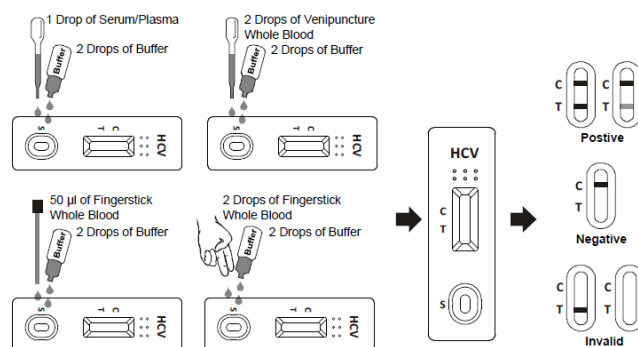 1 Drop of Serum/Plasma
2 Drops of Buffer
Buffer
S
T
C
HCV
2 Drops of Venipuncture
Whole Blood
2 Drops of Buffer
Buffer
S
T
C
HCV
50 µl of Fingerstick
Whole Blood
2 Drops of Buffer
Buffer
S
T
C
HCV
2 Drops of Fingerstick
Whole Blood
2 Drops of Buffer
Buffer
S
T
C
HCV
HCV
C
T
S
C
T
Postive
C
T
Negative
C
T
Invalid